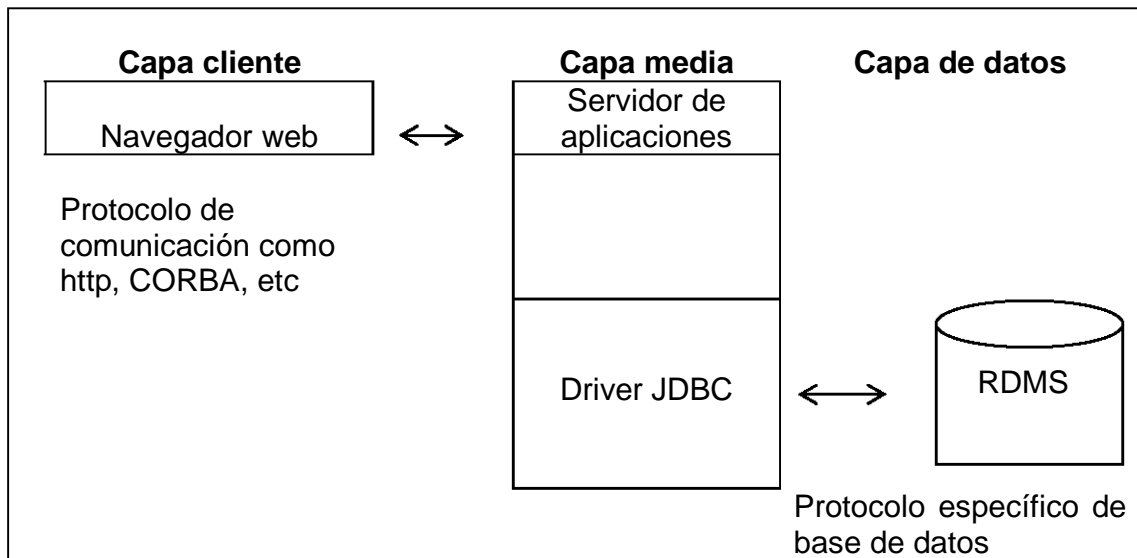 Capa cliente
Capa media
Capa de datos
Navegador web
Servidor de
aplicaciones
Protocolo de
comunicación como
http, CORBA, etc
Driver JDBC
RDMS
Protocolo específico de
base de datos